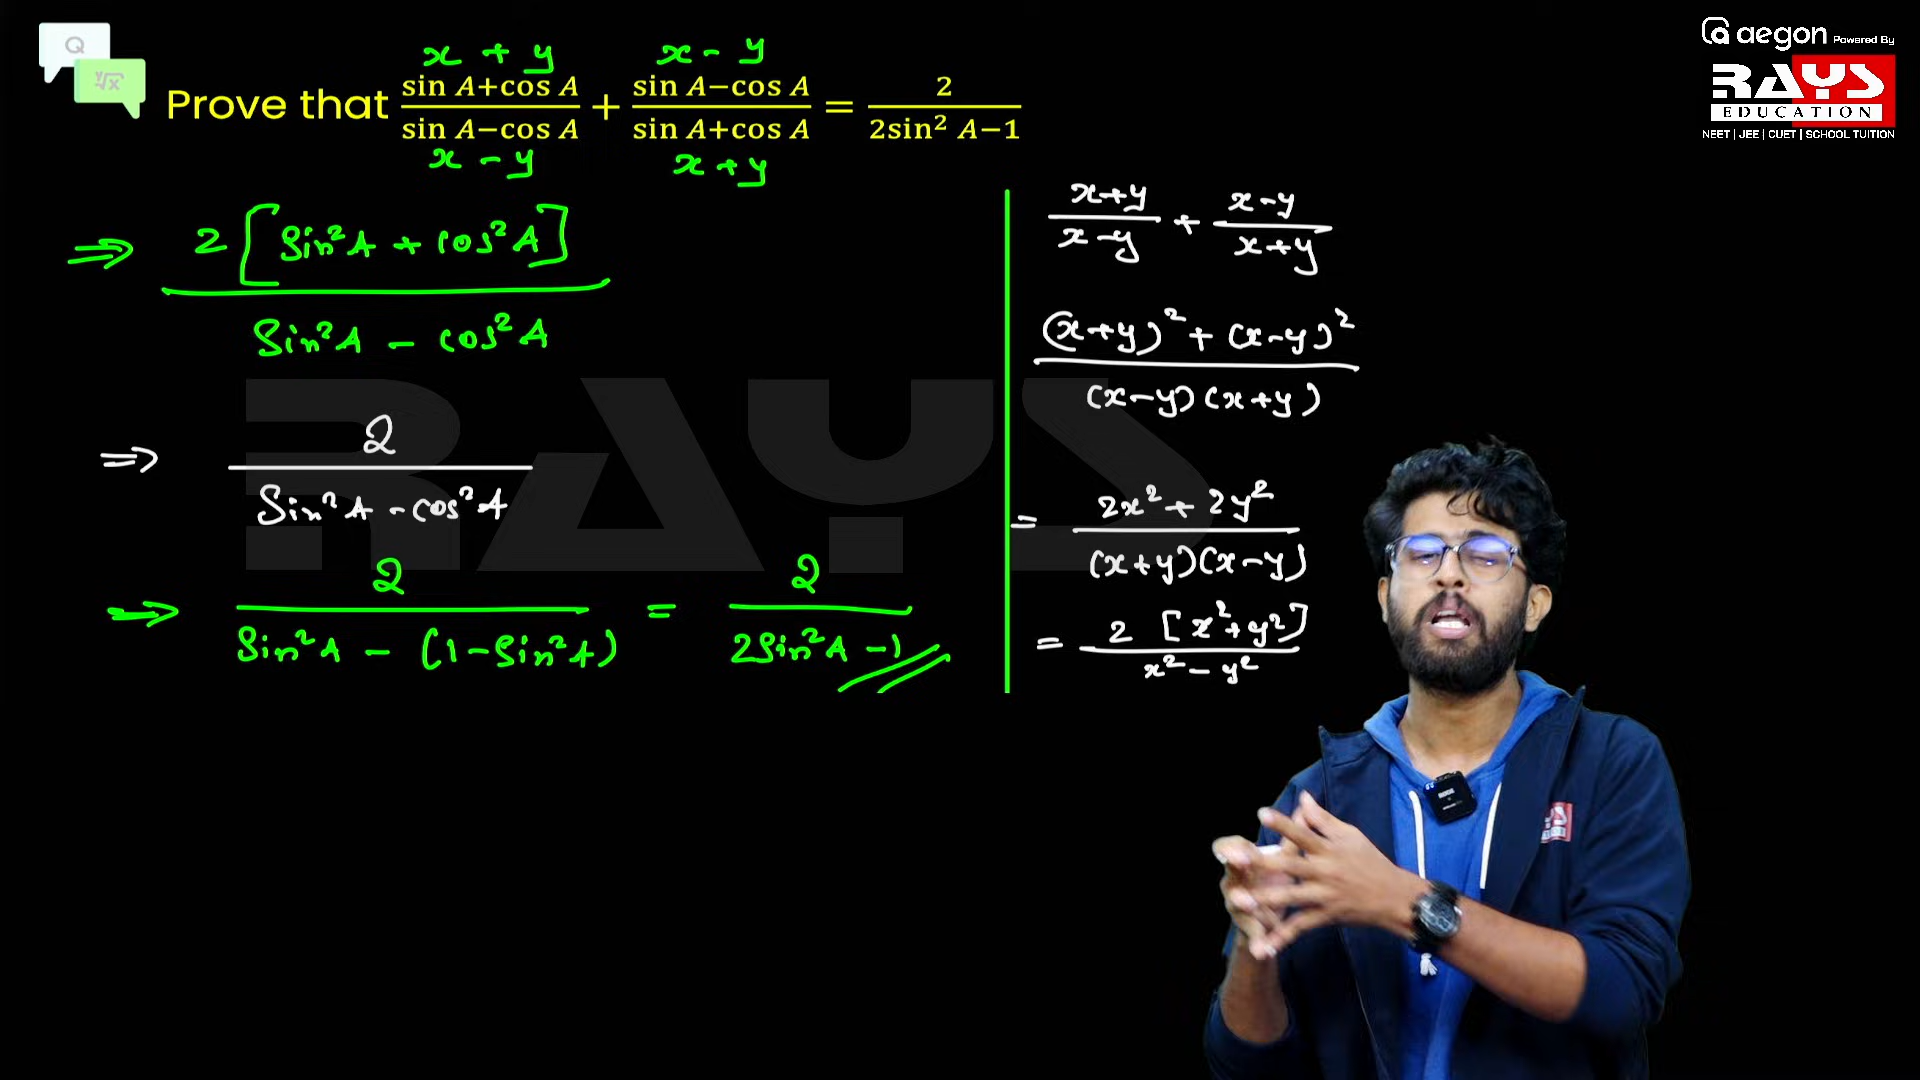 Q
√x
aegon Powered By
RAYS
EDUCATION
NEET | JEE | CUET | SCHOOL TUITION
x + y x - y
Prove that (sin A+cos A)/(sin A−cos A) + (sin A−cos A)/(sin A+cos A) = 2/(2sin² A−1)
x - y x + y
⇒ 2[Sin²A + cos²A]
Sin²A - cos²A
⇒ 2
Sin²A - cos²A
⇒ 2 = 2
Sin²A - (1-Sin²A) 2Sin²A -1
x+y + x-y
x-y x+y
(x+y)² + (x-y)²
(x-y)(x+y)
= 2x² + 2y²
(x+y)(x-y)
= 2 [x²+y²]
x² - y²
RAYS